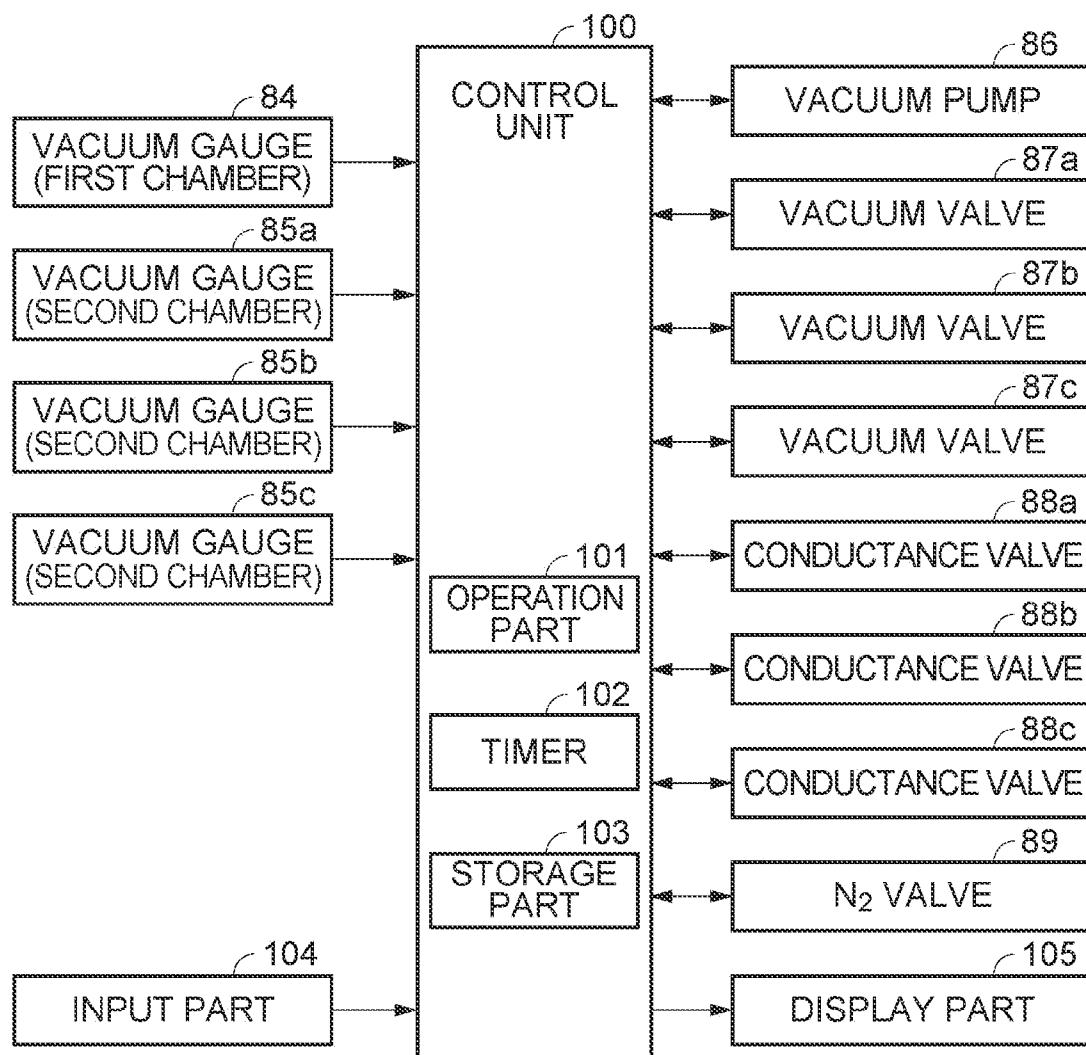 100
CONTROL
UNIT
84
VACUUM GAUGE
(FIRST CHAMBER)
85a
VACUUM GAUGE
(SECOND CHAMBER)
85b
VACUUM GAUGE
(SECOND CHAMBER)
85c
VACUUM GAUGE
(SECOND CHAMBER)
104
INPUT PART
101
OPERATION
PART
102
TIMER
103
STORAGE
PART
86
VACUUM PUMP
87a
VACUUM VALVE
87b
VACUUM VALVE
87c
VACUUM VALVE
88a
CONDUCTANCE VALVE
88b
CONDUCTANCE VALVE
88c
CONDUCTANCE VALVE
89
N₂ VALVE
105
DISPLAY PART